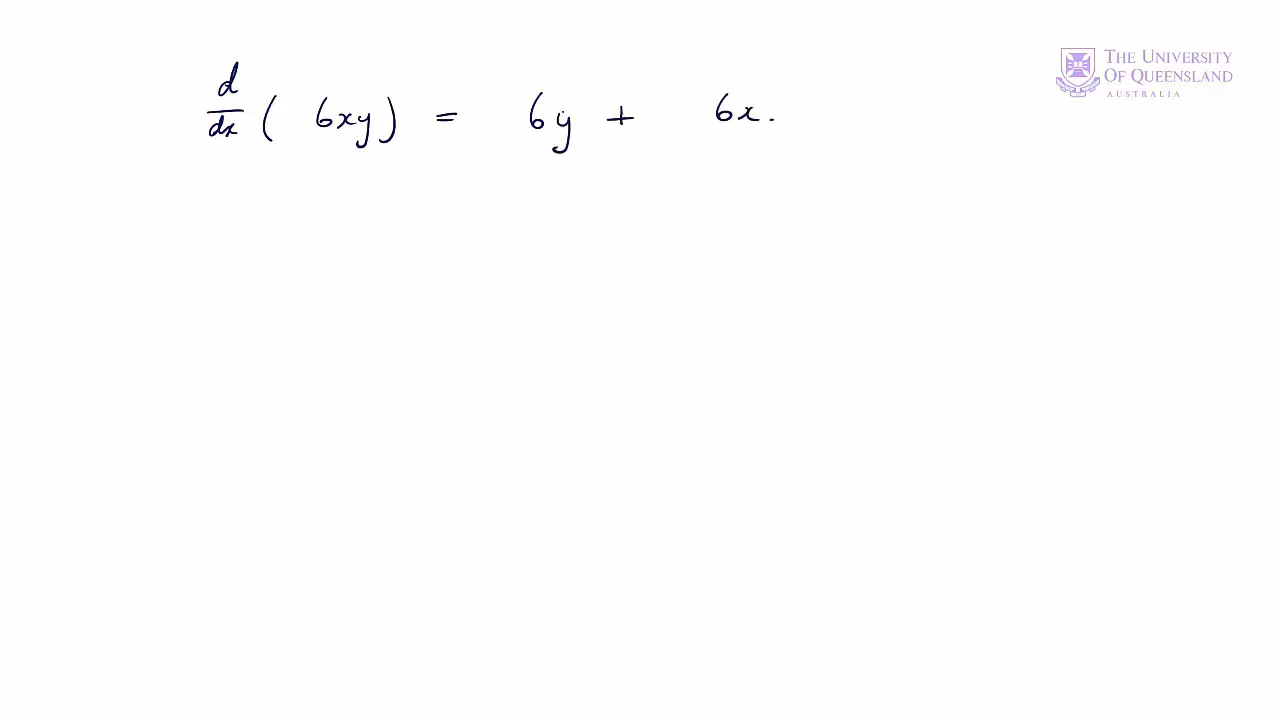 d/dx ( 6xy ) = 6y + 6x.
THE UNIVERSITY
OF QUEENSLAND
AUSTRALIA